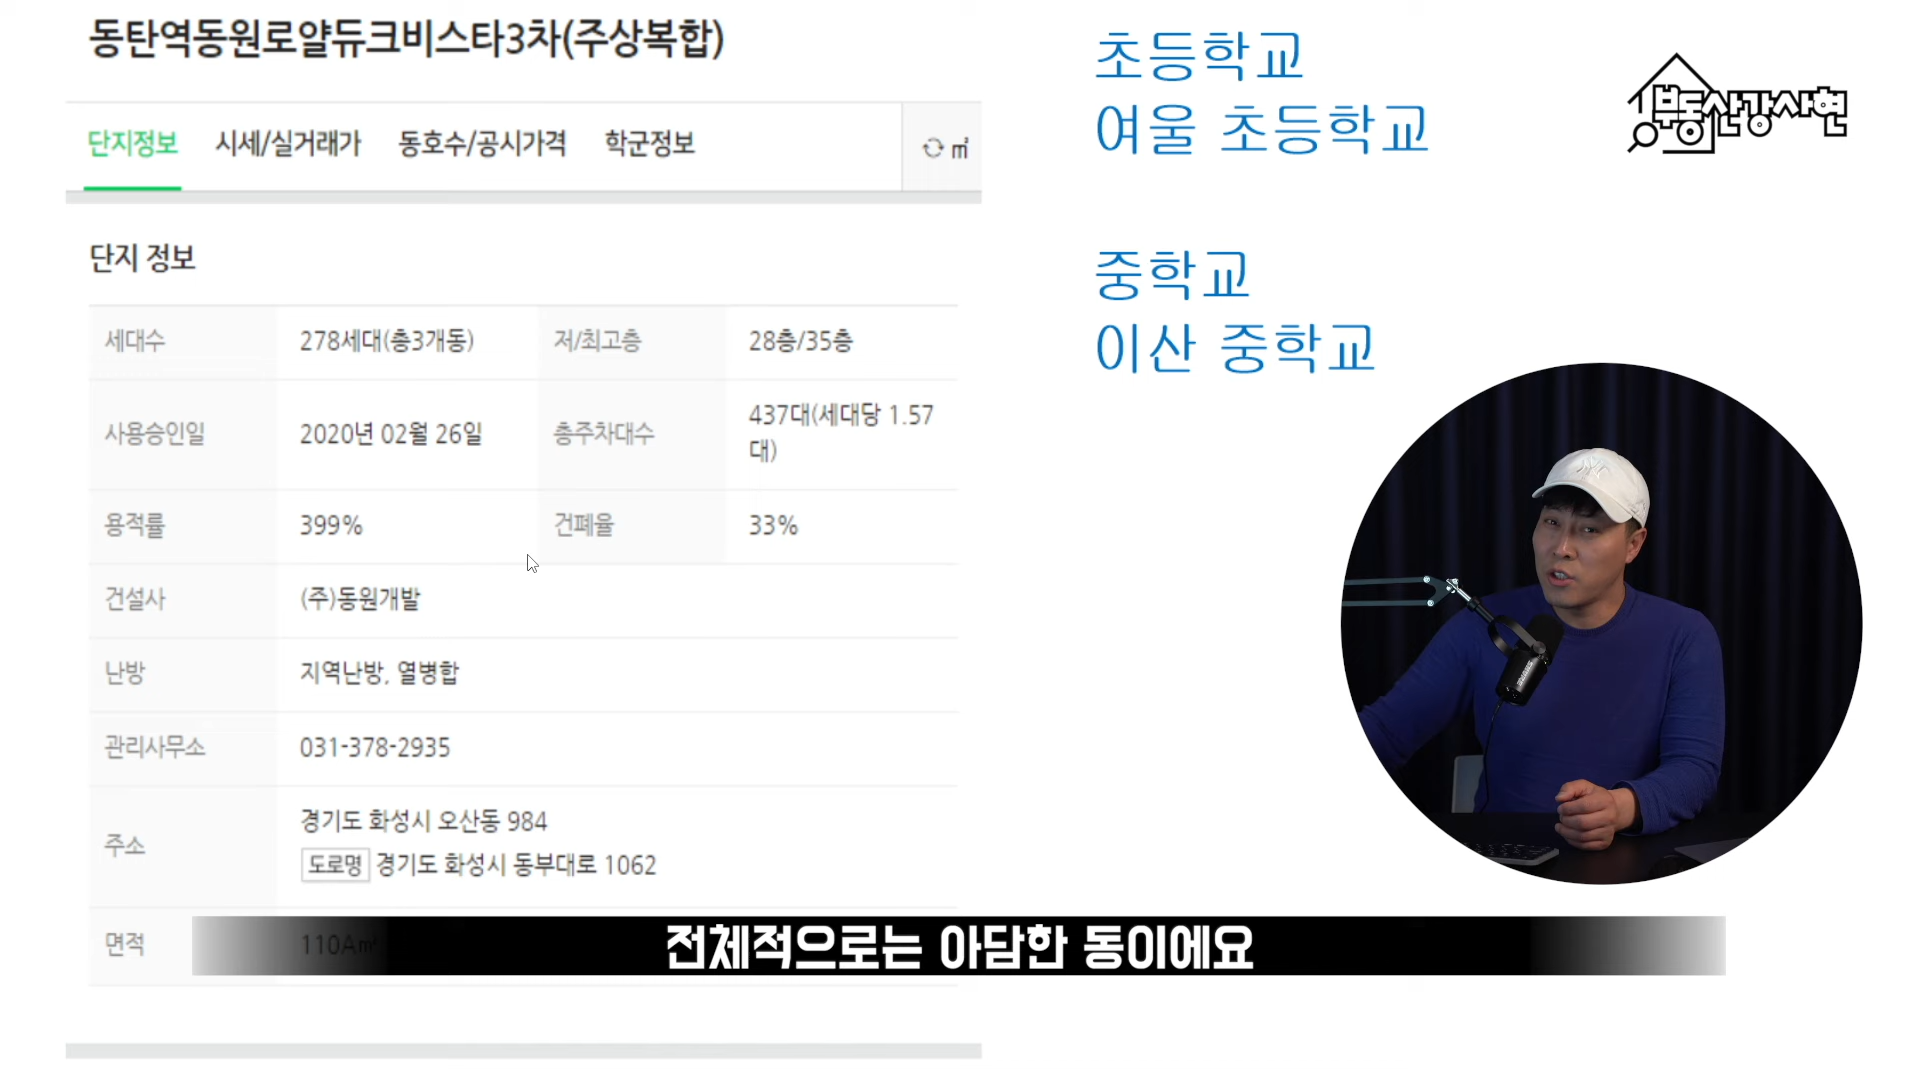 동탄역동원로얄듀크비스타3차(주상복합)
단지정보 시세/실거래가 동호수/공시가격 학군정보 ㎡
단지 정보
세대수 278세대(총3개동) 저/최고층 28층/35층
사용승인일 2020년 02월 26일 총주차대수 437대(세대당 1.57
대)
용적률 399% 건폐율 33%
건설사 (주)동원개발
난방 지역난방, 열병합
관리사무소 031-378-2935
주소 경기도 화성시 오산동 984
도로명 경기도 화성시 동부대로 1062
면적 110A㎡
초등학교
여울 초등학교
중학교
이산 중학교
부동산강사현
전체적으로는 아담한 동이에요